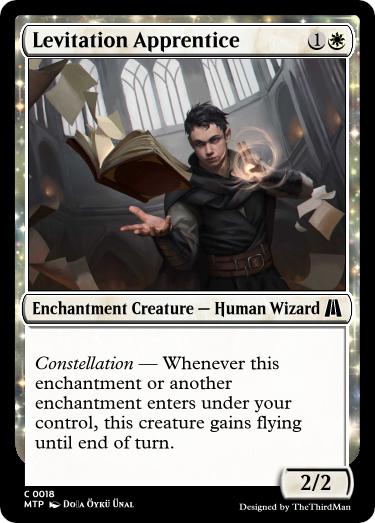 Levitation Apprentice 1
Enchantment Creature — Human Wizard
Constellation — Whenever this
enchantment or another
enchantment enters under your
control, this creature gains flying
until end of turn.
2/2
C 0018
MTP Doğa Öykü Ünal
Designed by TheThirdMan